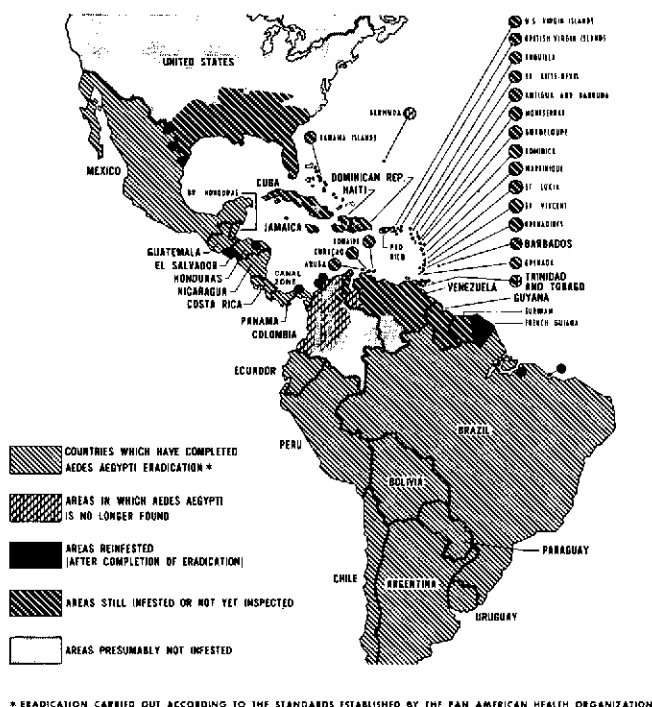 U.S. VIRGIN ISLANDS
BRITISH VIRGIN ISLANDS
ANGUILLA
ST. KITTS-NEVIS
ANTIGUA AND BARBUDA
MONTSERRAT
GUADELOUPE
DOMINICA
MARTINIQUE
ST LUCIA
ST VINCENT
GRENADINES
BARBADOS
GRENADA
TRINIDAD
AND TOBAGO
UNITED STATES
BERMUDA
BAHAMA ISLANDS
MEXICO
CUBA
DOMINICAN REP.
HAITI
BR HONDURAS
JAMAICA
BONAIRE
CURAÇAO
ARUBA
PTO
RICO
GUATEMALA
EL SALVADOR
HONDURAS
NICARAGUA
COSTA RICA
CANAL
ZONE
PANAMA
COLOMBIA
VENEZUELA
GUYANA
SURINAM
FRENCH GUIANA
ECUADOR
PERU
BRAZIL
BOLIVIA
PARAGUAY
CHILE
ARGENTINA
URUGUAY
COUNTRIES WHICH HAVE COMPLETED
AEDES AEGYPTI ERADICATION *
AREAS IN WHICH AEDES AEGYPTI
IS NO LONGER FOUND
AREAS REINFESTED
(AFTER COMPLETION OF ERADICATION)
AREAS STILL INFESTED OR NOT YET INSPECTED
AREAS PRESUMABLY NOT INFESTED
* ERADICATION CARRIED OUT ACCORDING TO THE STANDARDS ESTABLISHED BY THE PAN AMERICAN HEALTH ORGANIZATION